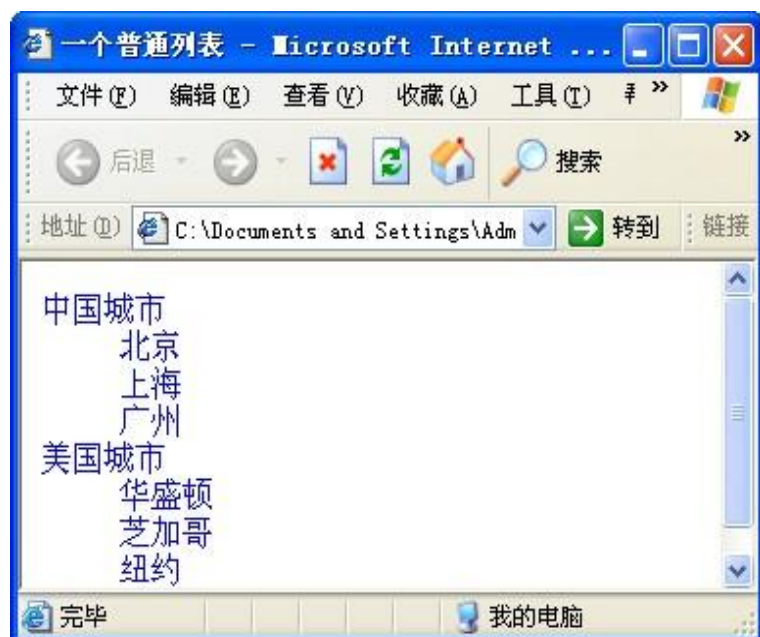 一个普通列表 - Microsoft Internet ...
文件(F) 编辑(E) 查看(V) 收藏(A) 工具(T) »
后退 搜索 »
地址(D) C:\Documents and Settings\Adm 转到 链接
中国城市
北京
上海
广州
美国城市
华盛顿
芝加哥
纽约
完毕 我的电脑